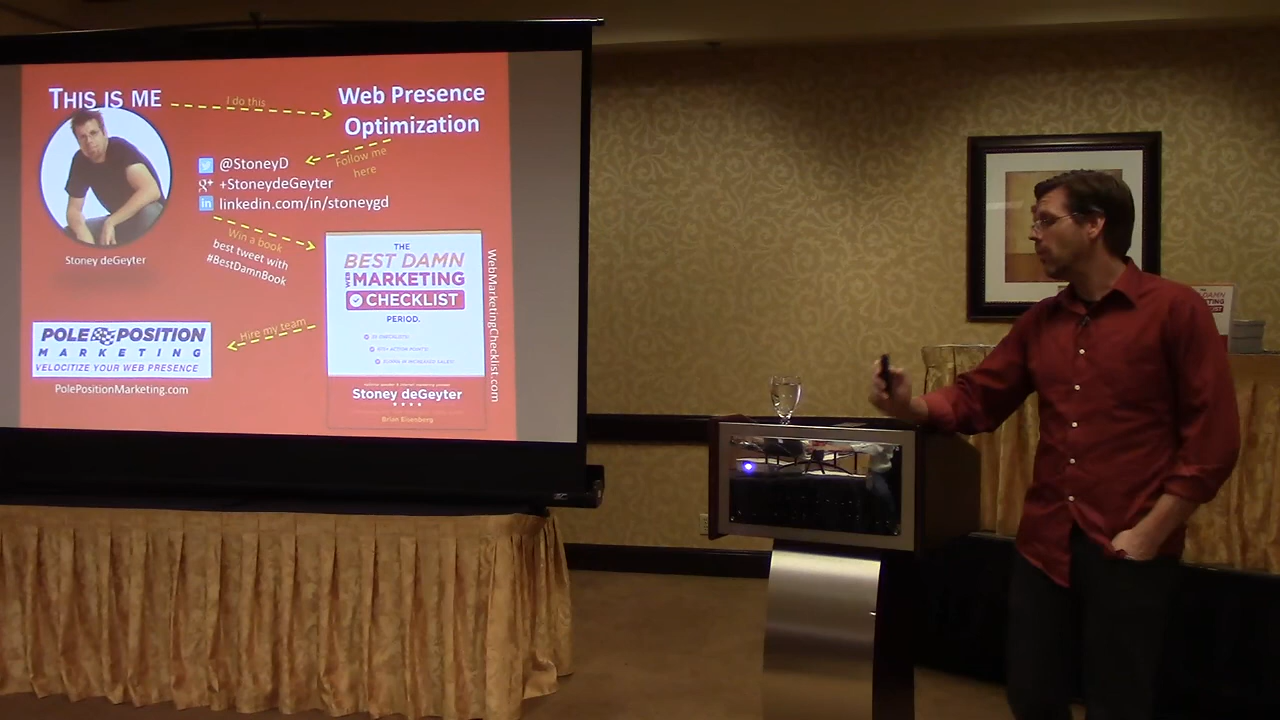 THIS IS ME
I do this
Web Presence
Optimization
Follow me
here
@StoneyD
g+ +StoneydeGeyter
in linkedin.com/in/stoneygd
Win a book
best tweet with
#BestDamnBook
Stoney deGeyter
THE
BEST DAMN
WEB MARKETING
CHECKLIST
PERIOD.
Stoney deGeyter
WebMarketingChecklist.com
Hire my team
POLE POSITION
MARKETING
VELOCITIZE YOUR WEB PRESENCE
PolePositionMarketing.com